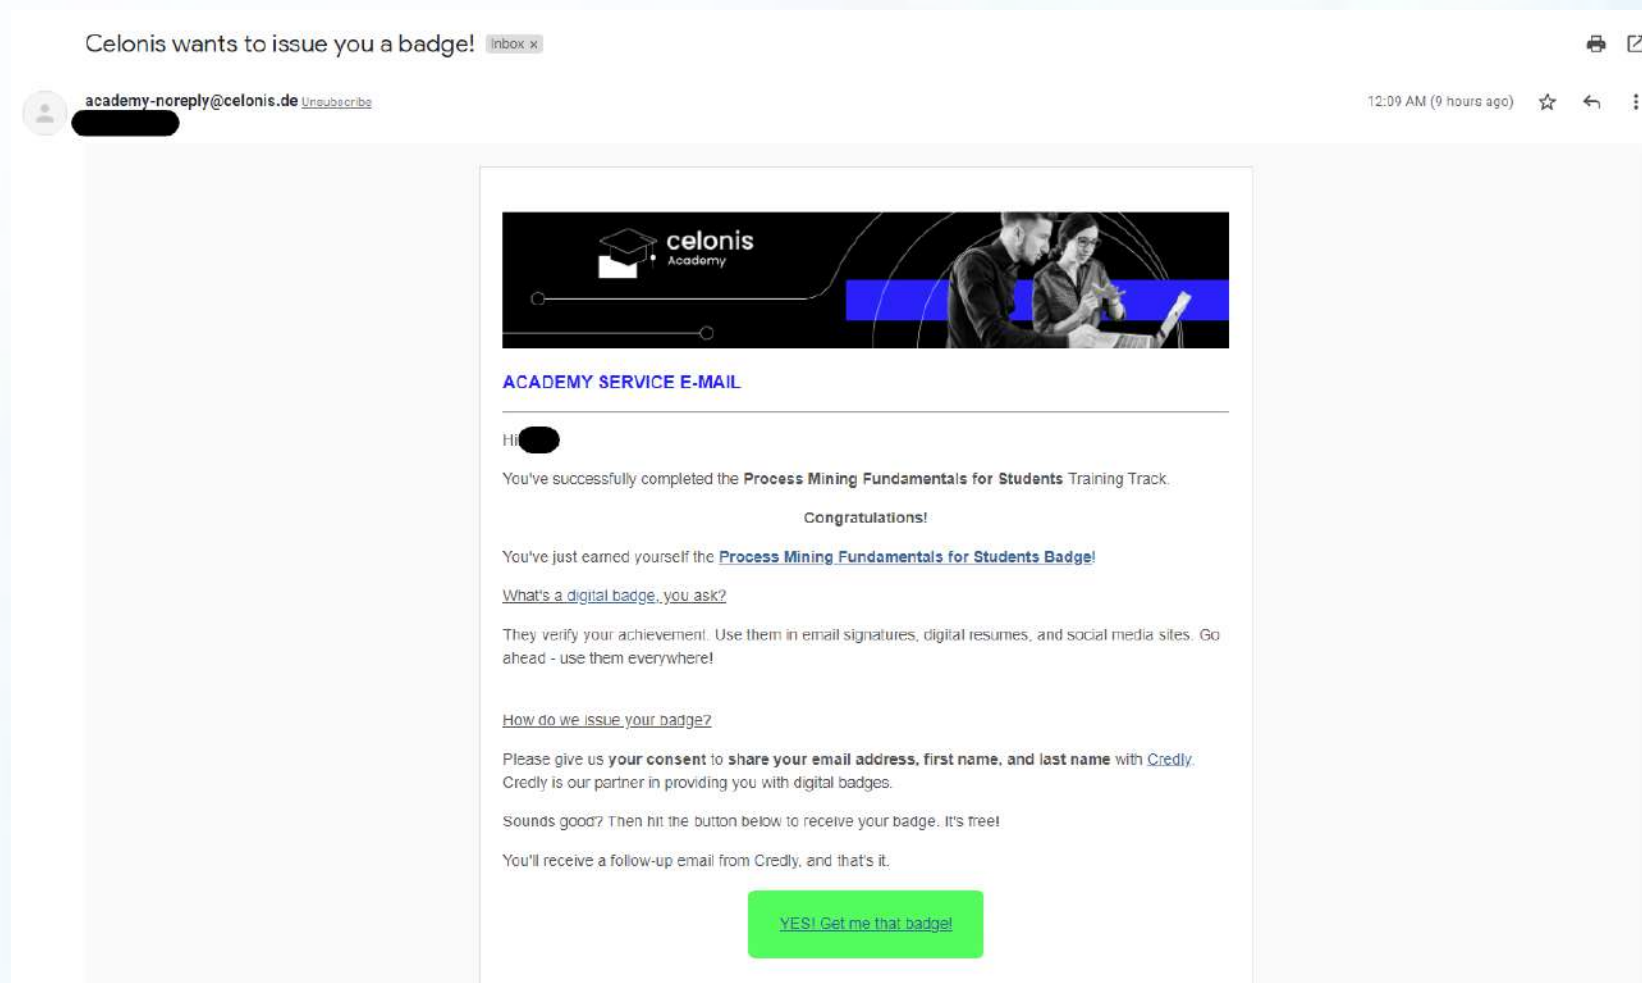 Celonis wants to issue you a badge! Inbox x
academy-noreply@celonis.de Unsubscribe
12:09 AM (9 hours ago)
celonis
Academy
ACADEMY SERVICE E-MAIL
Hi
You've successfully completed the Process Mining Fundamentals for Students Training Track.
Congratulations!
You've just earned yourself the Process Mining Fundamentals for Students Badge!
What's a digital badge, you ask?
They verify your achievement. Use them in email signatures, digital resumes, and social media sites. Go
ahead - use them everywhere!
How do we issue your badge?
Please give us your consent to share your email address, first name, and last name with Credly.
Credly is our partner in providing you with digital badges.
Sounds good? Then hit the button below to receive your badge. It's free!
You'll receive a follow-up email from Credly, and that's it.
YES! Get me that badge!